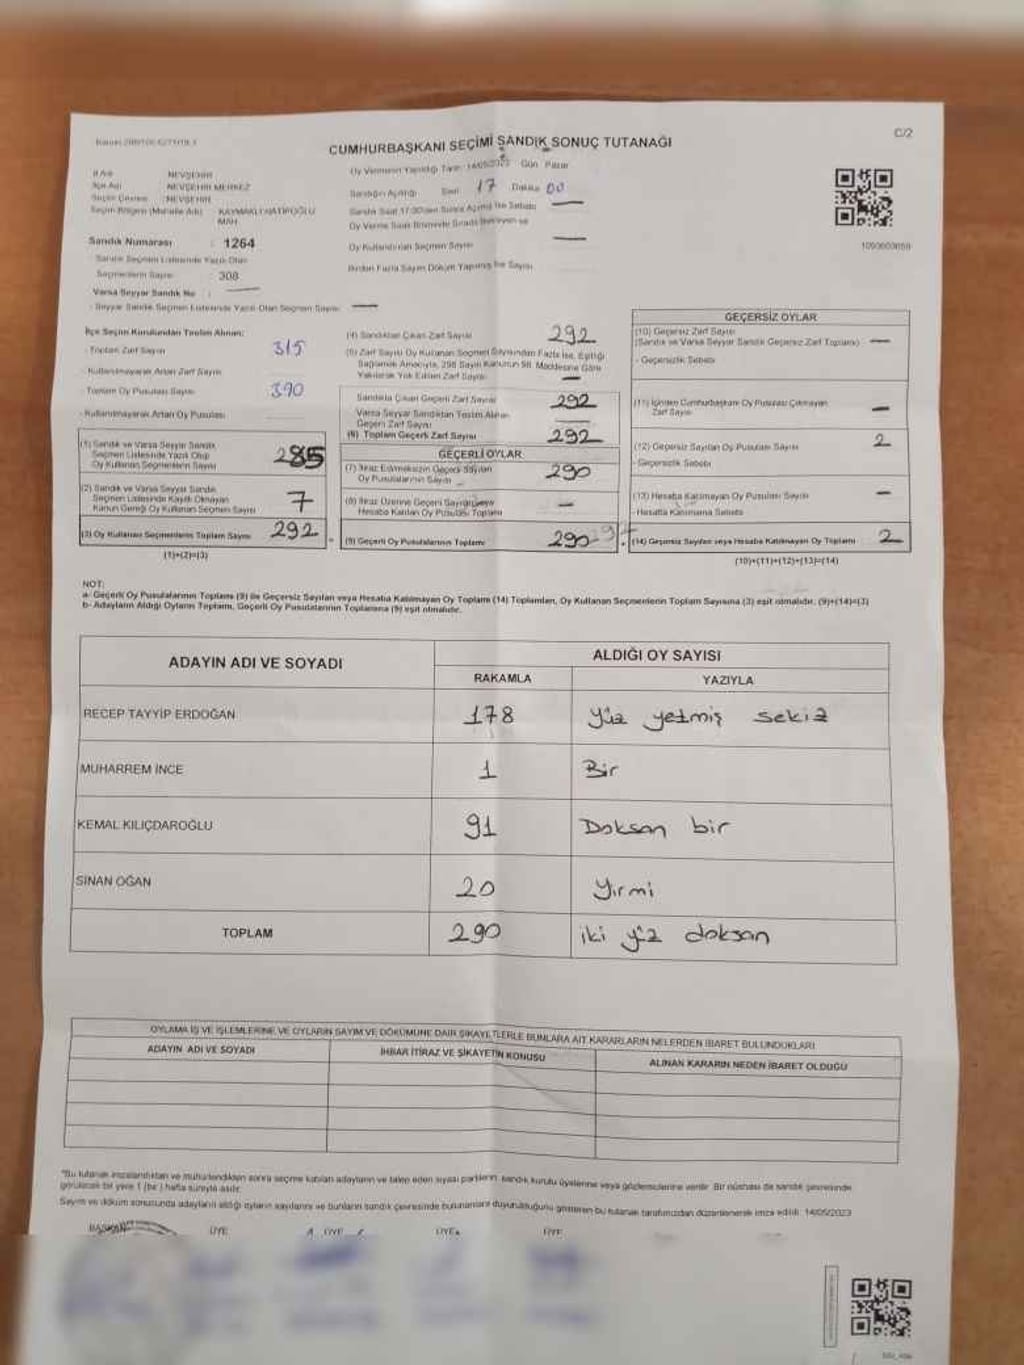 C/2
CUMHURBAŞKANI SEÇİMİ SANDIK SONUÇ TUTANAĞI
İl Adı NEVŞEHİR
İlçe Adı NEVŞEHİR MERKEZ
Seçim Çevresi NEVŞEHİR
Seçim Bölgesi (Muhalle Adı) KAYMAKLI HATİPOĞLU
MAH.
Oy Vermenin Yapıldığı Tarih 14/05/2023 Gün Pazar
Sandığın Açıldığı Saat 17 Dakika 00
Oy Kullandırılan Seçmen Sayısı —
Birden Fazla Sayım Döküm Yapılmış İse Sayısı
Sandık Numarası : 1264
Sandık Seçmen Listesinde Yazılı Olan
Seçmenlerin Sayısı : 308
Varsa Seyyar Sandık No : —
- Seyyar Sandık Seçmen Listesinde Yazılı Olan Seçmen Sayısı —
İlçe Seçim Kurulundan Teslim Alınan:
- Toplam Zarf Sayısı 315
- Kullanılmayarak Artan Zarf Sayısı
- Toplam Oy Pusulası Sayısı 390
- Kullanılmayarak Artan Oy Pusulası
(1) Sandık ve Varsa Seyyar Sandık
Seçmen Listesinde Yazılı Olup
Oy Kullanan Seçmenlerin Sayısı 285
(2) Sandık ve Varsa Seyyar Sandık
Seçmen Listesinde Kayıtlı Olmayan
Kanun Gereği Oy Kullanan Seçmen Sayısı 7
(3) Oy Kullanan Seçmenlerin Toplam Sayısı 292
(1)+(2)=(3)
(4) Sandıktan Çıkan Zarf Sayısı 292
(5) Zarf Sayısı Oy Kullanan Seçmen Sayısından Fazla İse, Eşitliği
Sağlamak Amacıyla, 298 Sayılı Kanunun 98. Maddesine Göre
Yakılarak Yok Edilen Zarf Sayısı —
Sandıkta Çıkan Geçerli Zarf Sayısı 292
Varsa Seyyar Sandıktan Teslim Alınan
Geçerli Zarf Sayısı —
(6) Toplam Geçerli Zarf Sayısı 292
GEÇERLİ OYLAR
(7) İtiraz Edilmeksizin Geçerli Sayılan
Oy Pusulalarının Sayısı 290
(8) İtiraz Üzerine Geçerli Sayılan veya
Hesaba Katılan Oy Pusulası Toplamı —
(9) Geçerli Oy Pusulalarının Toplamı 290
GEÇERSİZ OYLAR
(10) Geçersiz Zarf Sayısı
(Sandık ve Varsa Seyyar Sandık Geçersiz Zarf Toplamı) —
- Geçersizlik Sebebi
(11) İçinden Cumhurbaşkanı Oy Pusulası Çıkmayan
Zarf Sayısı —
(12) Geçersiz Sayılan Oy Pusulası Sayısı 2
- Geçersizlik Sebebi
(13) Hesaba Katılmayan Oy Pusulası Sayısı —
- Hesaba Katılmama Sebebi
(14) Geçersiz Sayılan veya Hesaba Katılmayan Oy Toplamı 2
(10)+(11)+(12)+(13)=(14)
NOT:
a- Geçerli Oy Pusulalarının Toplamı (9) ile Geçersiz Sayılan veya Hesaba Katılmayan Oy Toplamı (14) Toplamları, Oy Kullanan Seçmenlerin Toplam Sayısına (3) eşit olmalıdır. (9)+(14)=(3)
b- Adayların Aldığı Oyların Toplamı, Geçerli Oy Pusulalarının Toplamına (9) eşit olmalıdır.
ADAYIN ADI VE SOYADI ALDIĞI OY SAYISI
RAKAMLA YAZIYLA
RECEP TAYYİP ERDOĞAN 178 Yüz yetmiş sekiz
MUHARREM İNCE 1 Bir
KEMAL KILIÇDAROĞLU 91 Doksan bir
SİNAN OĞAN 20 Yirmi
TOPLAM 290 iki yüz doksan
OYLAMA İŞ VE İŞLEMLERİNE VE OYLARIN SAYIM VE DÖKÜMÜNE DAİR ŞİKAYETLERLE BUNLARA AİT KARARLARIN NELERDEN İBARET BULUNDUKLARI
ADAYIN ADI VE SOYADI İHBAR İTİRAZ VE ŞİKAYETİN KONUSU ALINAN KARARIN NEDEN İBARET OLDUĞU
*Bu tutanak imzalandıktan ve mühürlendikten sonra seçime katılan adayların ve talep eden siyasi partilerin sandık kurulu üyelerine veya gözlemcilerine verilir. Bir nüshası da sandık çevresinde
görülecek bir yere 1 (bir) hafta süreyle asılır.
Sayım ve döküm sonucunda adayların aldığı oyların sayılarını ve bunların sandık çevresinde bulunanlara duyurulduğunu gösteren bu tutanak tarafımızdan düzenlenerek imza edildi. 14/05/2023
BAŞKAN ÜYE ÜYE ÜYE ÜYE